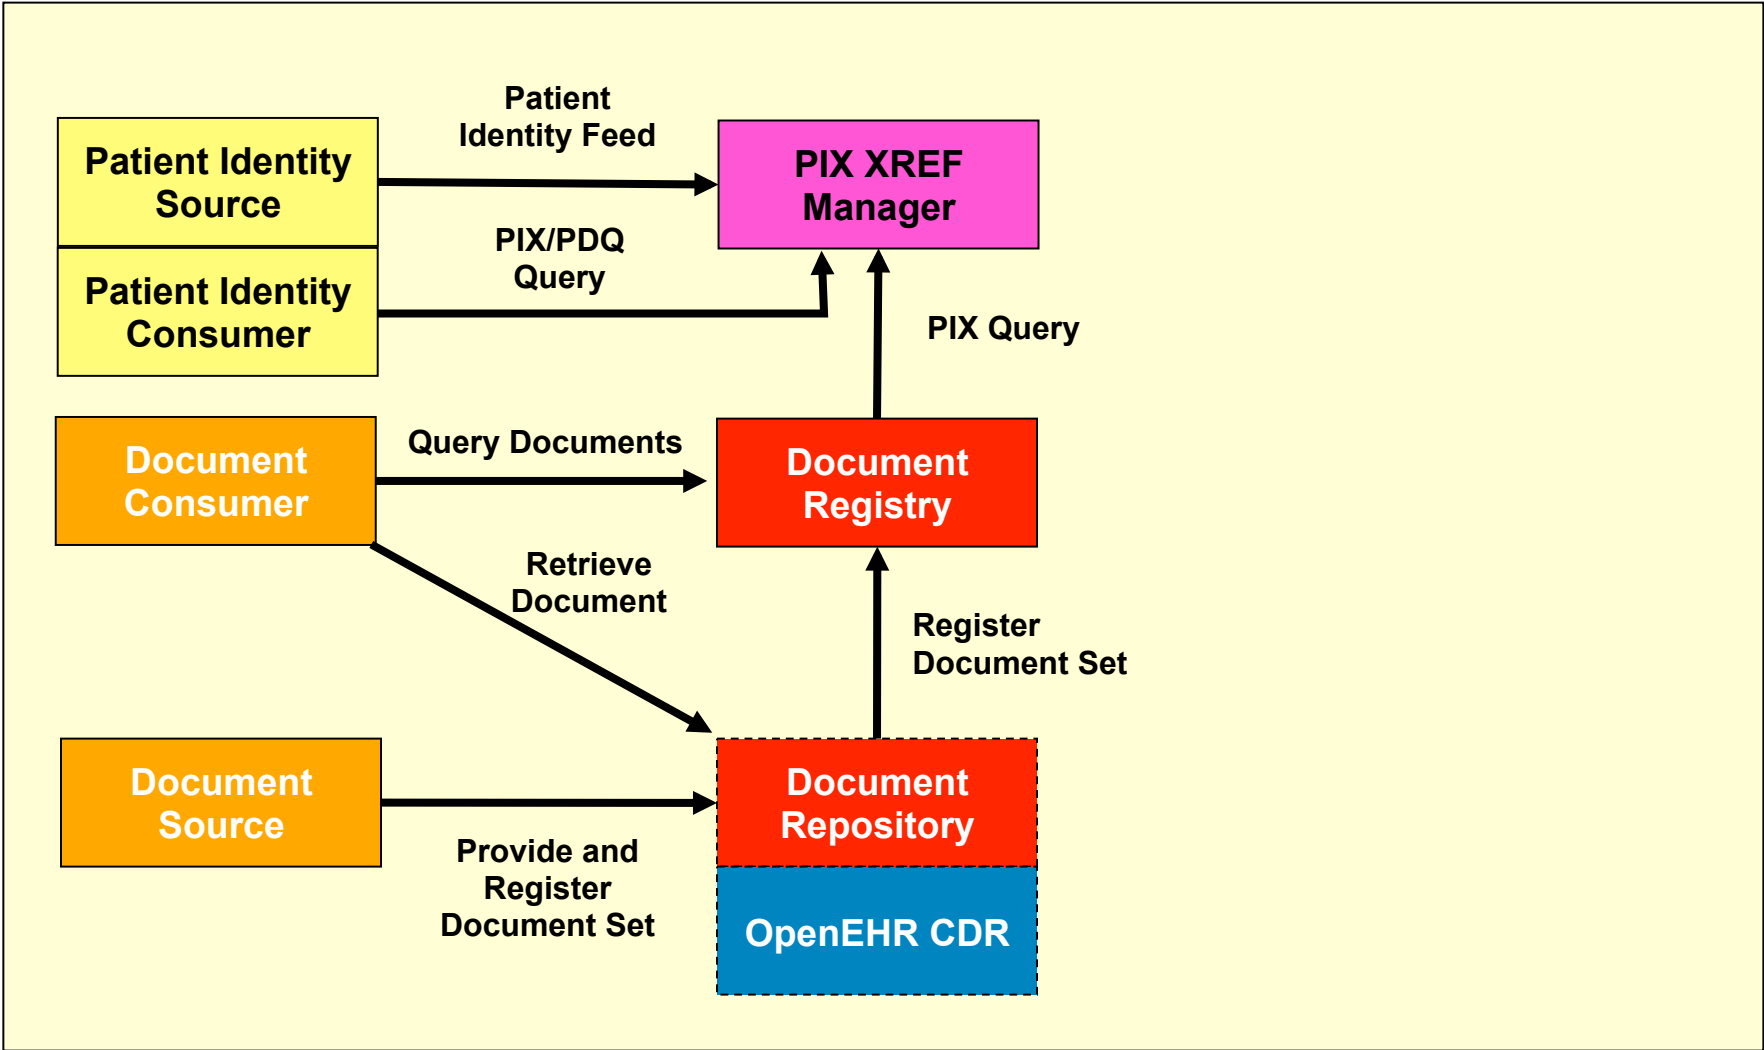 Patient
Identity Feed
Patient Identity
Source
PIX XREF
Manager
PIX/PDQ
Query
Patient Identity
Consumer
PIX Query
Query Documents
Document
Consumer
Document
Registry
Retrieve
Document
Register
Document Set
Document
Source
Document
Repository
Provide and
Register
Document Set
OpenEHR CDR